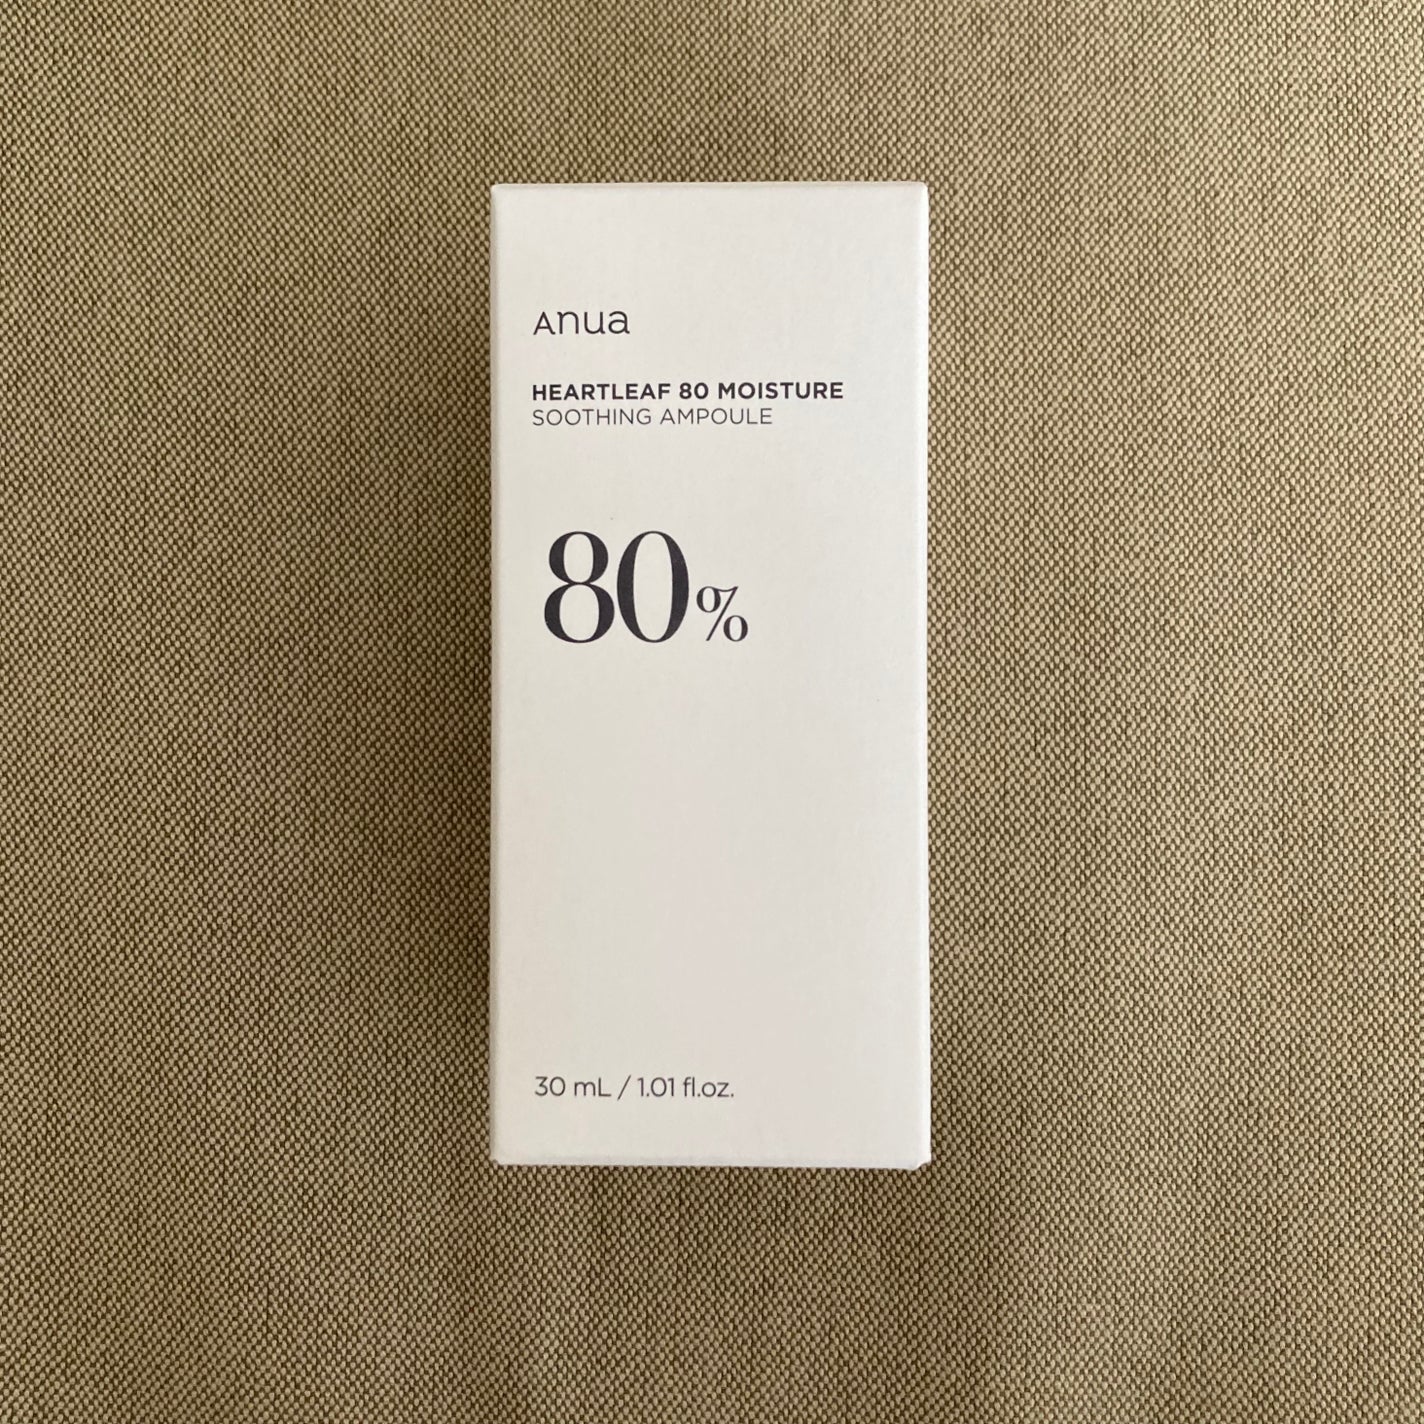 Anua
HEARTLEAF 80 MOISTURE
SOOTHING AMPOULE
80%
30 mL / 1.01 fl.oz.